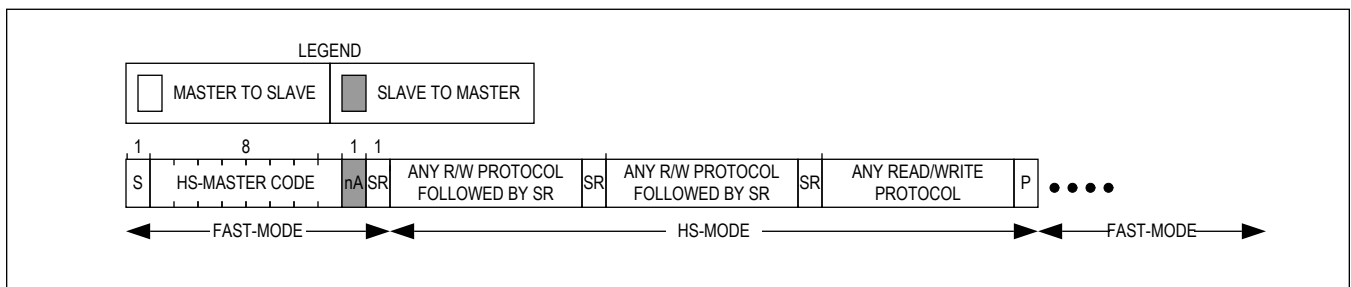 LEGEND
MASTER TO SLAVE SLAVE TO MASTER
1 8 1 1
S HS-MASTER CODE nA SR ANY R/W PROTOCOL FOLLOWED BY SR SR ANY R/W PROTOCOL FOLLOWED BY SR SR ANY READ/WRITE PROTOCOL P
FAST-MODE HS-MODE FAST-MODE